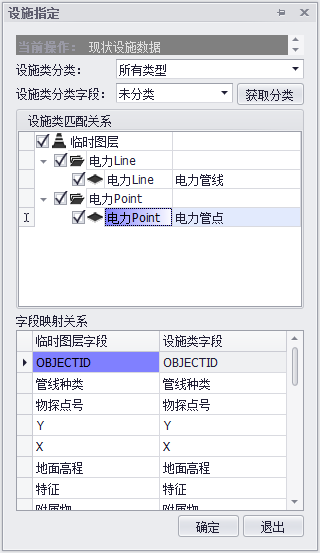 设施指定
当前操作: 现状设施数据
设施类分类: 所有类型
设施类分类字段: 未分类 获取分类
设施类匹配关系
临时图层
电力Line
电力Line 电力管线
电力Point
电力Point 电力管点
字段映射关系
临时图层字段 设施类字段
OBJECTID OBJECTID
管线种类 管线种类
物探点号 物探点号
Y Y
X X
地面高程 地面高程
特征 特征
附属物 附属物
确定 退出